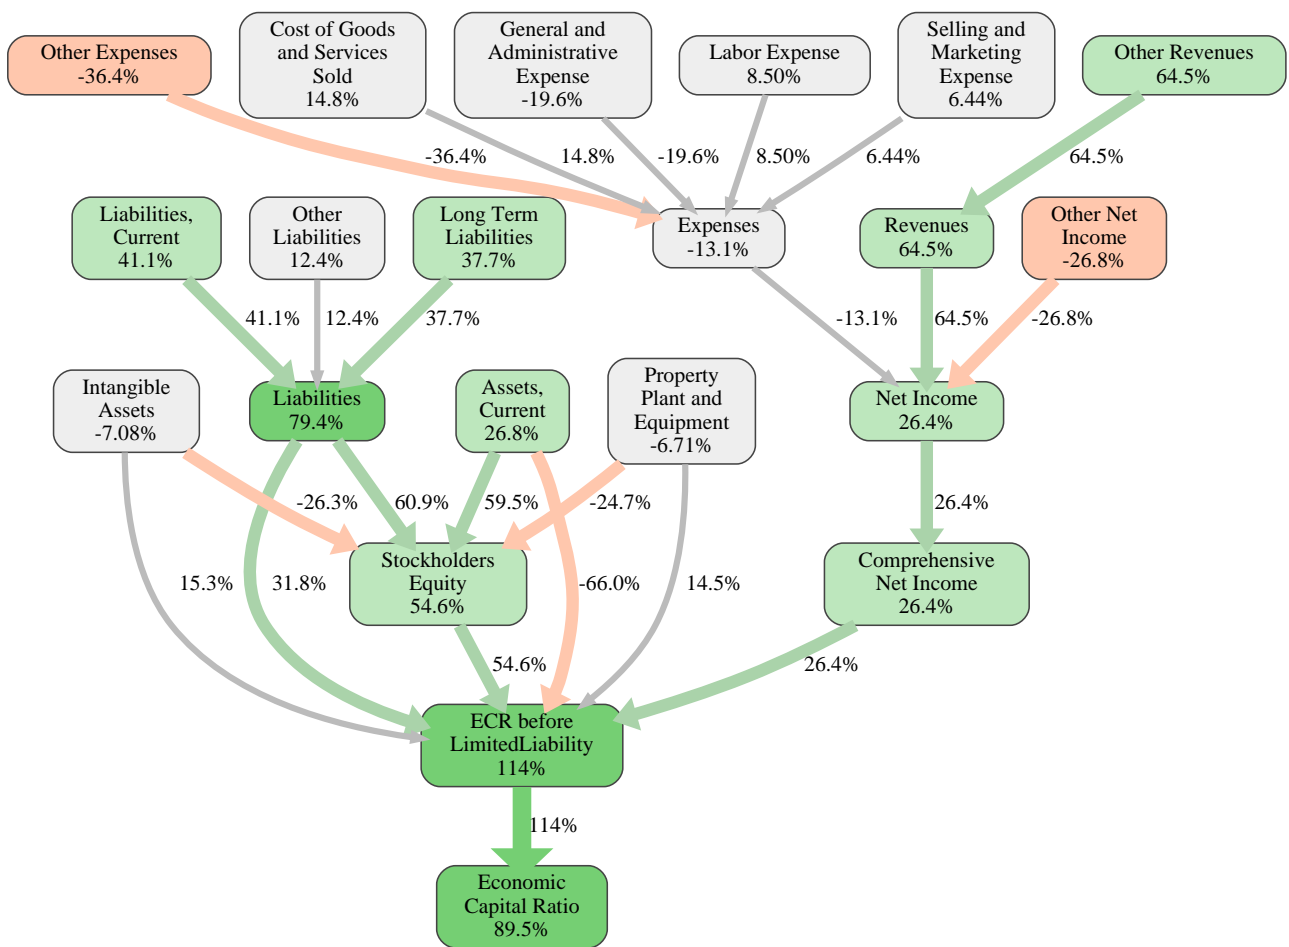 Other Expenses
-36.4%
Cost of Goods
and Services
Sold
14.8%
General and
Administrative
Expense
-19.6%
Labor Expense
8.50%
Selling and
Marketing
Expense
6.44%
Other Revenues
64.5%
-36.4%
14.8%
-19.6%
8.50%
6.44%
64.5%
Liabilities,
Current
41.1%
Other
Liabilities
12.4%
Long Term
Liabilities
37.7%
Expenses
-13.1%
Revenues
64.5%
Other Net
Income
-26.8%
41.1%
12.4%
37.7%
-13.1%
64.5%
-26.8%
Intangible
Assets
-7.08%
Liabilities
79.4%
Assets,
Current
26.8%
Property
Plant and
Equipment
-6.71%
Net Income
26.4%
-26.3%
60.9%
59.5%
-24.7%
26.4%
15.3%
31.8%
Stockholders
Equity
54.6%
-66.0%
14.5%
Comprehensive
Net Income
26.4%
54.6%
26.4%
ECR before
LimitedLiability
114%
114%
Economic
Capital Ratio
89.5%